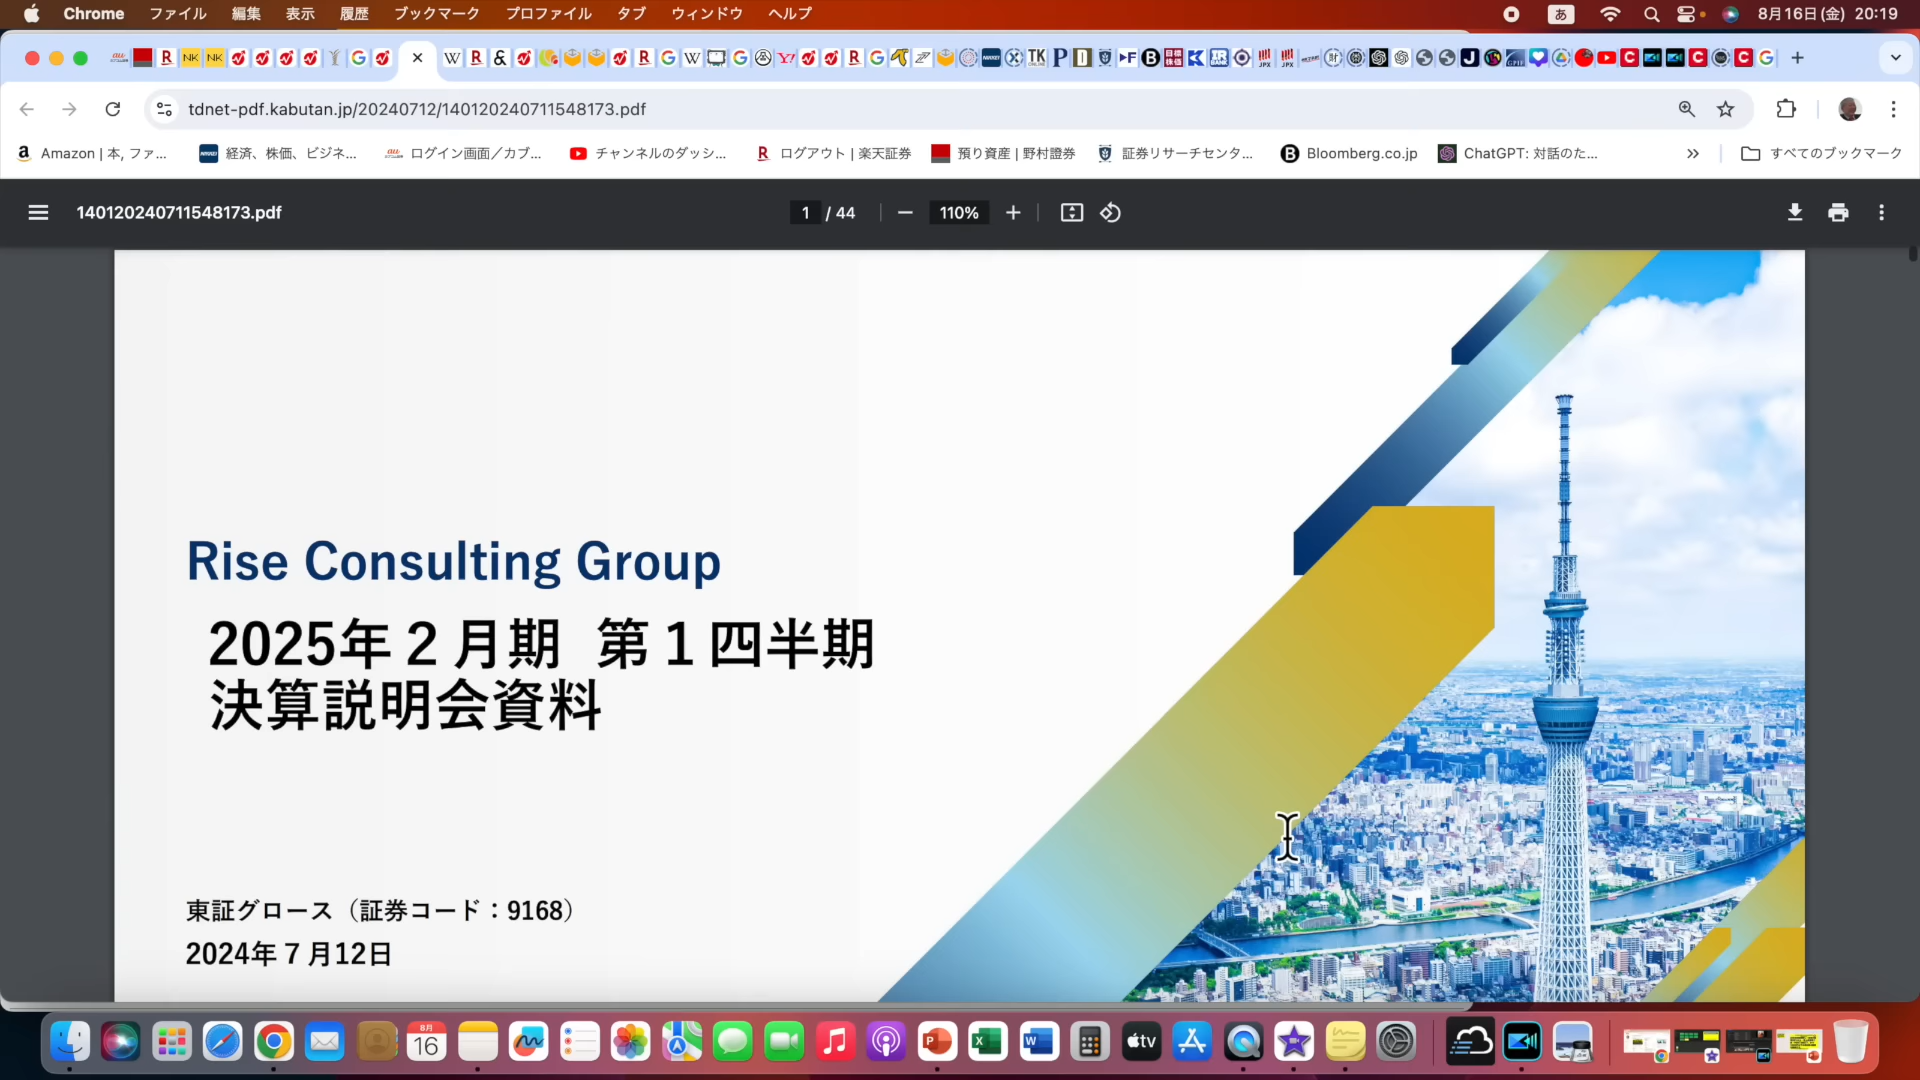 Chrome ファイル 編集 表示 履歴 ブックマーク プロファイル タブ ウィンドウ ヘルプ あ 8月16日(金) 20:19
tdnet-pdf.kabutan.jp/20240712/140120240711548173.pdf
Amazon | 本, ファ... 経済、株価、ビジネ... ログイン画面／カブ... チャンネルのダッシ... ログアウト | 楽天証券 預り資産 | 野村證券 証券リサーチセンタ... Bloomberg.co.jp ChatGPT: 対話のた... すべてのブックマーク
140120240711548173.pdf 1 / 44 110%
Rise Consulting Group
2025年２月期 第１四半期
決算説明会資料
東証グロース（証券コード：9168）
2024年７月12日
8月
16
tv